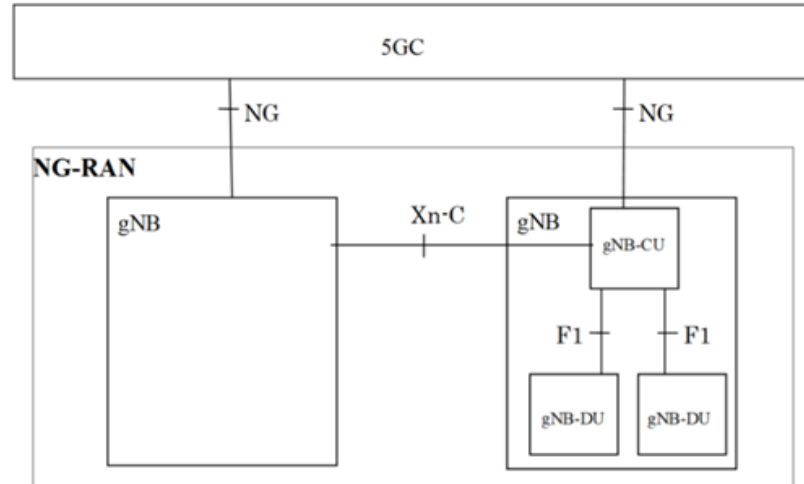 5GC
NG
NG
NG-RAN
gNB
Xn-C
gNB
gNB-CU
F1
F1
gNB-DU
gNB-DU